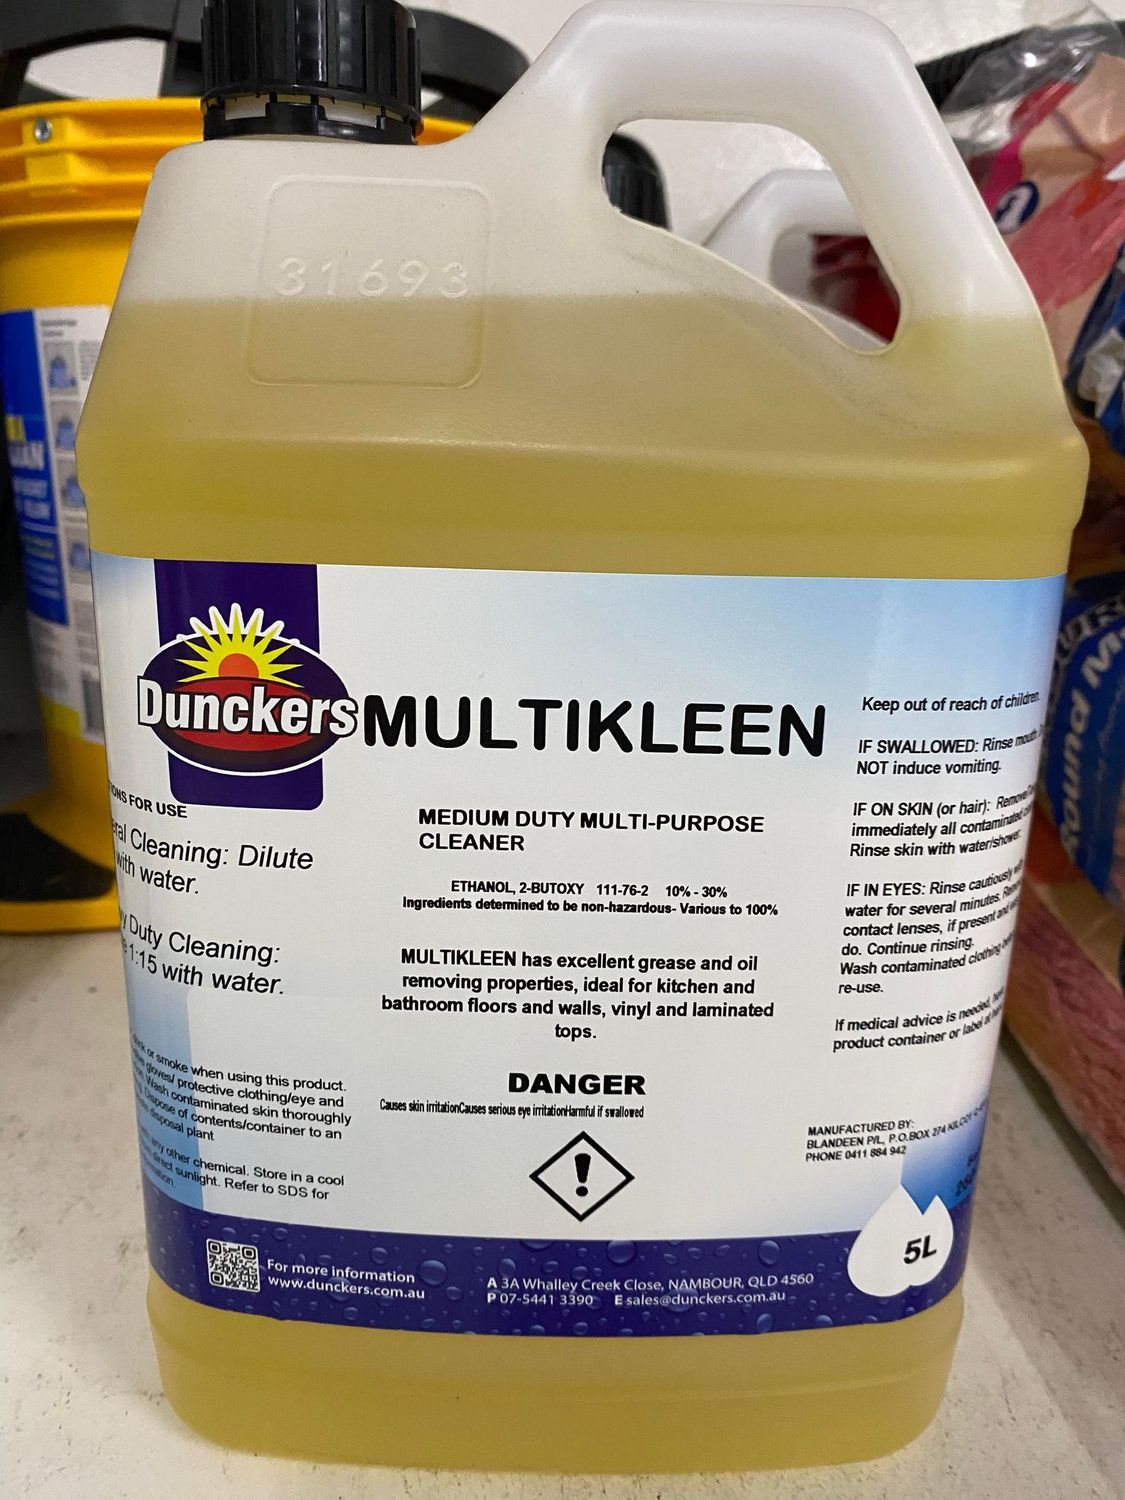 31693
Dunckers
MULTIKLEEN
MEDIUM DUTY MULTI-PURPOSE
CLEANER
ETHANOL, 2-BUTOXY 111-76-2 10% - 30%
Ingredients determined to be non-hazardous- Various to 100%
MULTIKLEEN has excellent grease and oil
removing properties, ideal for kitchen and
bathroom floors and walls, vinyl and laminated
tops.
DANGER
Causes skin irritationCauses serious eye irritationHarmful if swallowed
FOR USE
Cleaning: Dilute
with water.
Duty Cleaning:
1:15 with water.
or smoke when using this product.
gloves/ protective clothing/eye and
Wash contaminated skin thoroughly
Dispose of contents/container to an
disposal plant
any other chemical. Store in a cool
direct sunlight. Refer to SDS for
Keep out of reach of children.
IF SWALLOWED: Rinse mouth.
NOT induce vomiting.
IF ON SKIN (or hair):
immediately all contaminated
Rinse skin with water/shower.
IF IN EYES: Rinse cautiously with
water for several minutes.
contact lenses, if present and
do. Continue rinsing.
Wash contaminated clothing
re-use.
If medical advice is needed,
product container or label at
MANUFACTURED BY:
BLANDEEN P/L, P.O.BOX 274 KILCOY
PHONE 0411 884 942
5L
For more information
www.dunckers.com.au
A 3A Whalley Creek Close, NAMBOUR, QLD 4560
P 07-5441 3390 E sales@dunckers.com.au